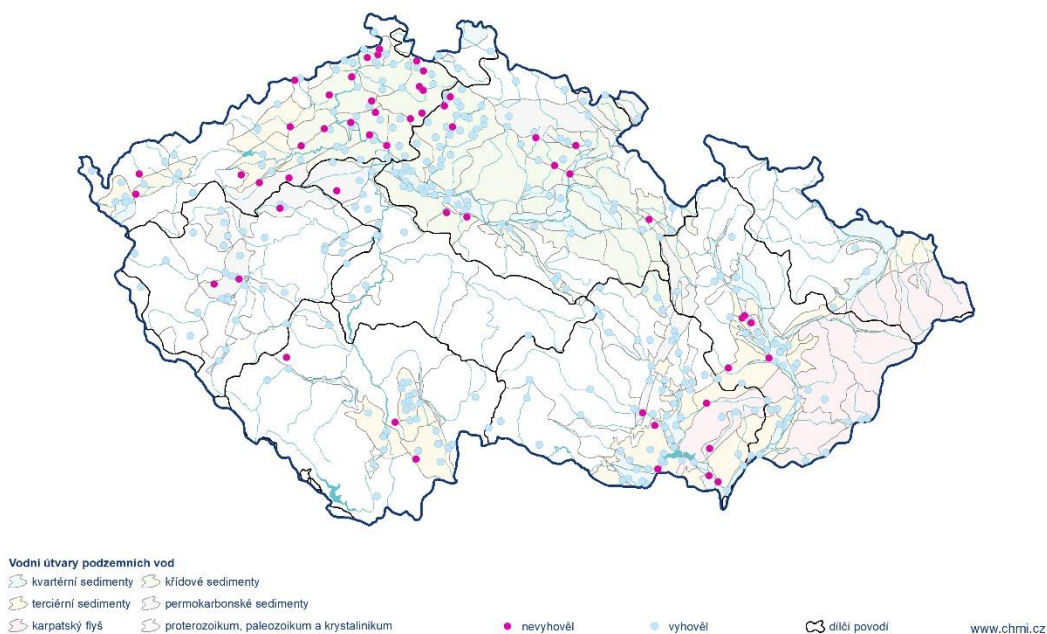 Vodní útvary podzemních vod
kvartérní sedimenty křídové sedimenty
terciérní sedimenty permokarbonské sedimenty
karpatský flyš proterozoikum, paleozoikum a krystalinikum nevyhověl vyhověl dílčí povodí www.chmi.cz